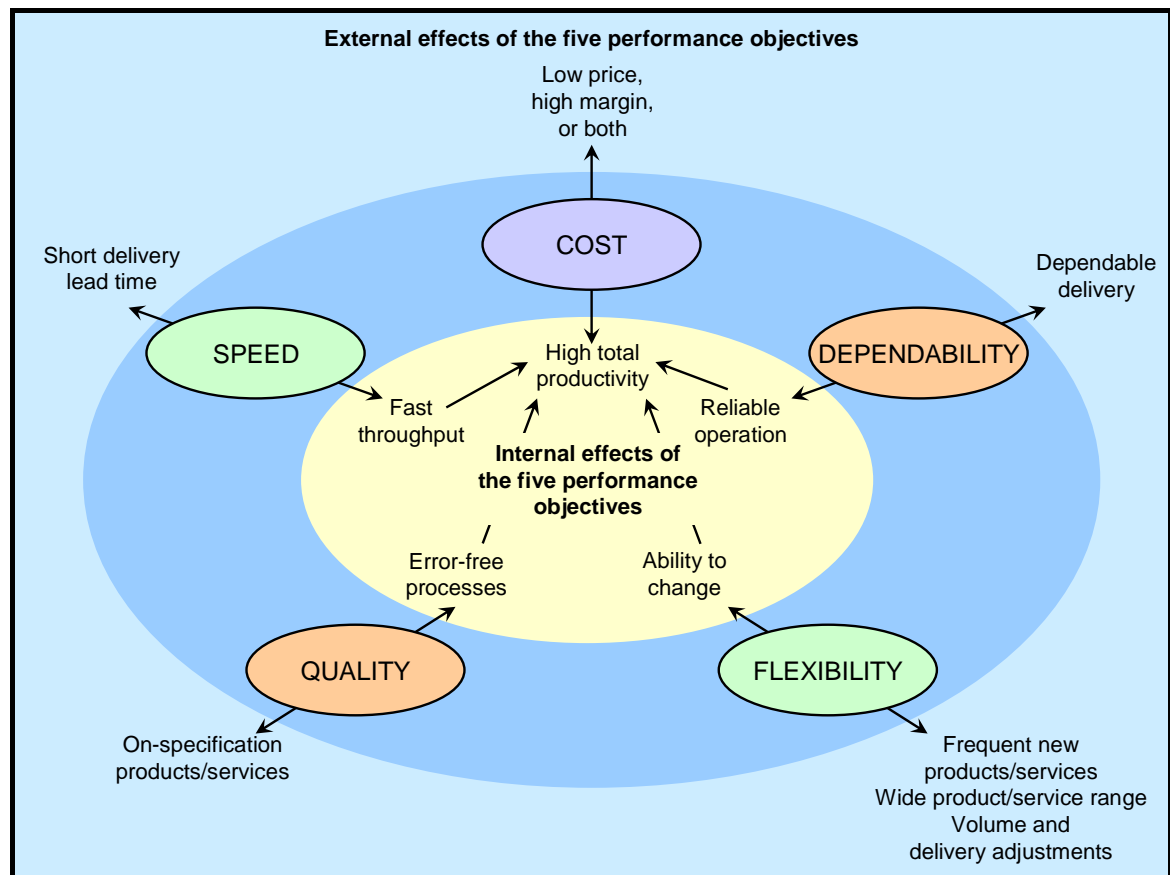 External effects of the five performance objectives
Low price,
high margin,
or both
COST
Short delivery
lead time
Dependable
delivery
SPEED
DEPENDABILITY
High total
productivity
Fast
throughput
Reliable
operation
Internal effects of
the five performance
objectives
Error-free
processes
Ability to
change
QUALITY
FLEXIBILITY
On-specification
products/services
Frequent new
products/services
Wide product/service range
Volume and
delivery adjustments